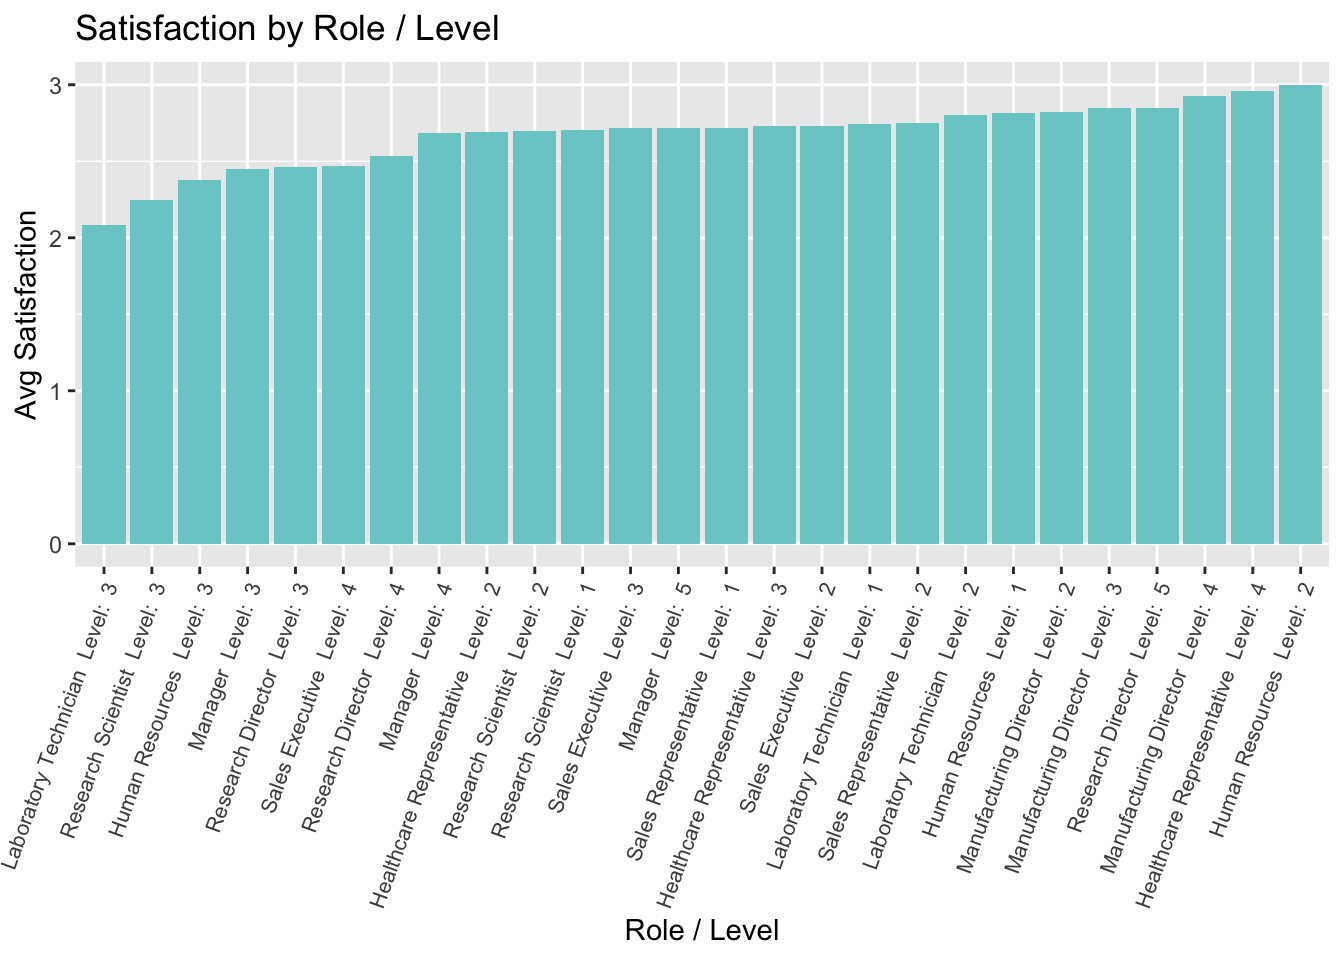 Satisfaction by Role / Level
Avg Satisfaction
3
2
1
0
Laboratory Technician Level: 3
Research Scientist Level: 3
Human Resources Level: 3
Manager Level: 3
Research Director Level: 3
Sales Executive Level: 4
Research Director Level: 4
Manager Level: 4
Healthcare Representative Level: 2
Research Scientist Level: 2
Research Scientist Level: 1
Sales Executive Level: 3
Manager Level: 5
Sales Representative Level: 1
Healthcare Representative Level: 3
Sales Executive Level: 2
Laboratory Technician Level: 1
Sales Representative Level: 2
Laboratory Technician Level: 2
Human Resources Level: 1
Manufacturing Director Level: 2
Manufacturing Director Level: 3
Research Director Level: 5
Manufacturing Director Level: 4
Healthcare Representative Level: 4
Human Resources Level: 2
Role / Level